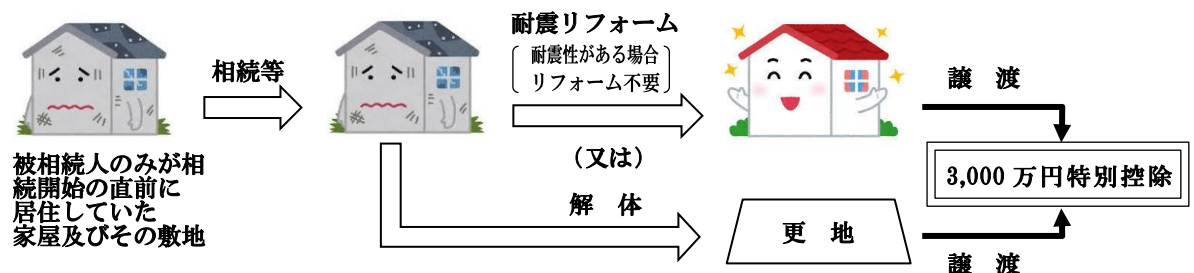 被相続人のみが相
続開始の直前に
居住していた
家屋及びその敷地
相続等
耐震リフォーム
耐震性がある場合
リフォーム不要
(又は)
解 体
更 地
譲 渡
3,000 万円特別控除
譲 渡